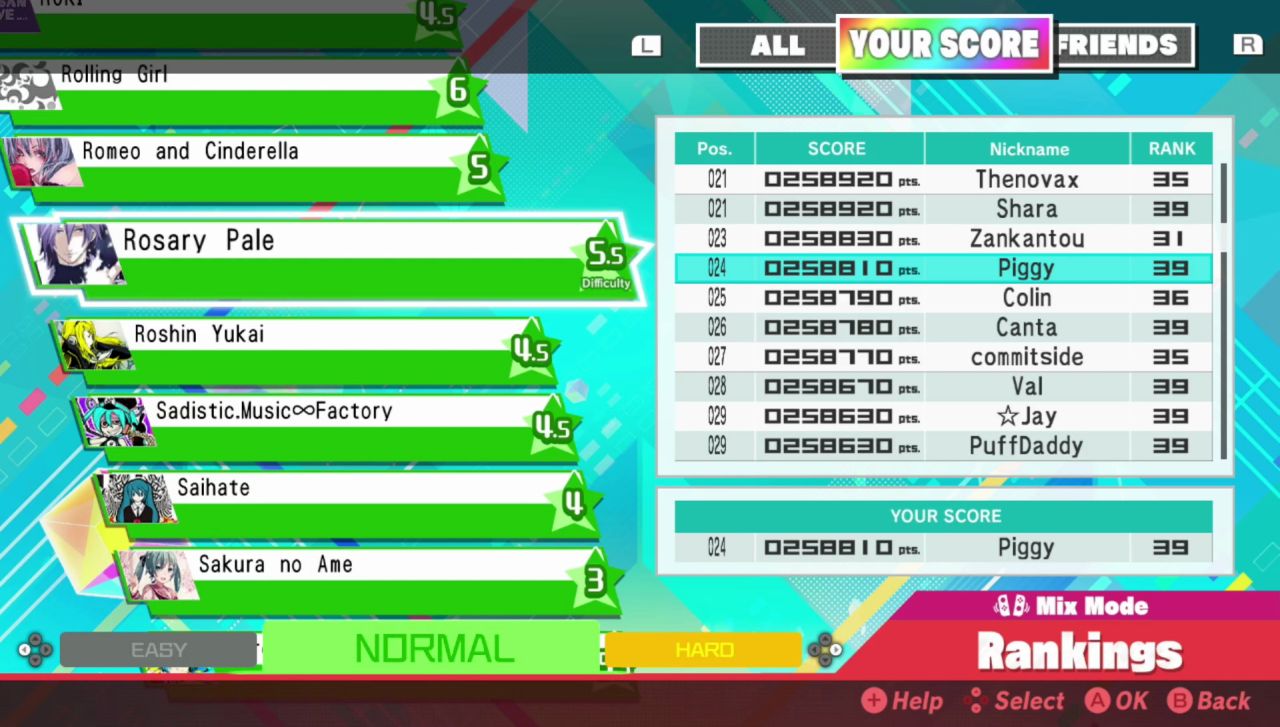 4.5
L
ALL
YOUR SCORE
FRIENDS
R
Rolling Girl
6
Romeo and Cinderella
5
Rosary Pale
5.5
Difficulty
Roshin Yukai
4.5
Sadistic.Music∞Factory
4.5
Saihate
4
Sakura no Ame
3
Pos. SCORE Nickname RANK
021 0258920 pts. Thenovax 35
021 0258920 pts. Shara 39
023 0258830 pts. Zankantou 31
024 0258810 pts. Piggy 39
025 0258790 pts. Colin 36
026 0258780 pts. Canta 39
027 0258770 pts. commitside 35
028 0258670 pts. Val 39
029 0258630 pts. ☆Jay 39
029 0258630 pts. PuffDaddy 39
YOUR SCORE
024 0258810 pts. Piggy 39
EASY
NORMAL
HARD
Mix Mode
Rankings
+ Help
Select
A OK
B Back